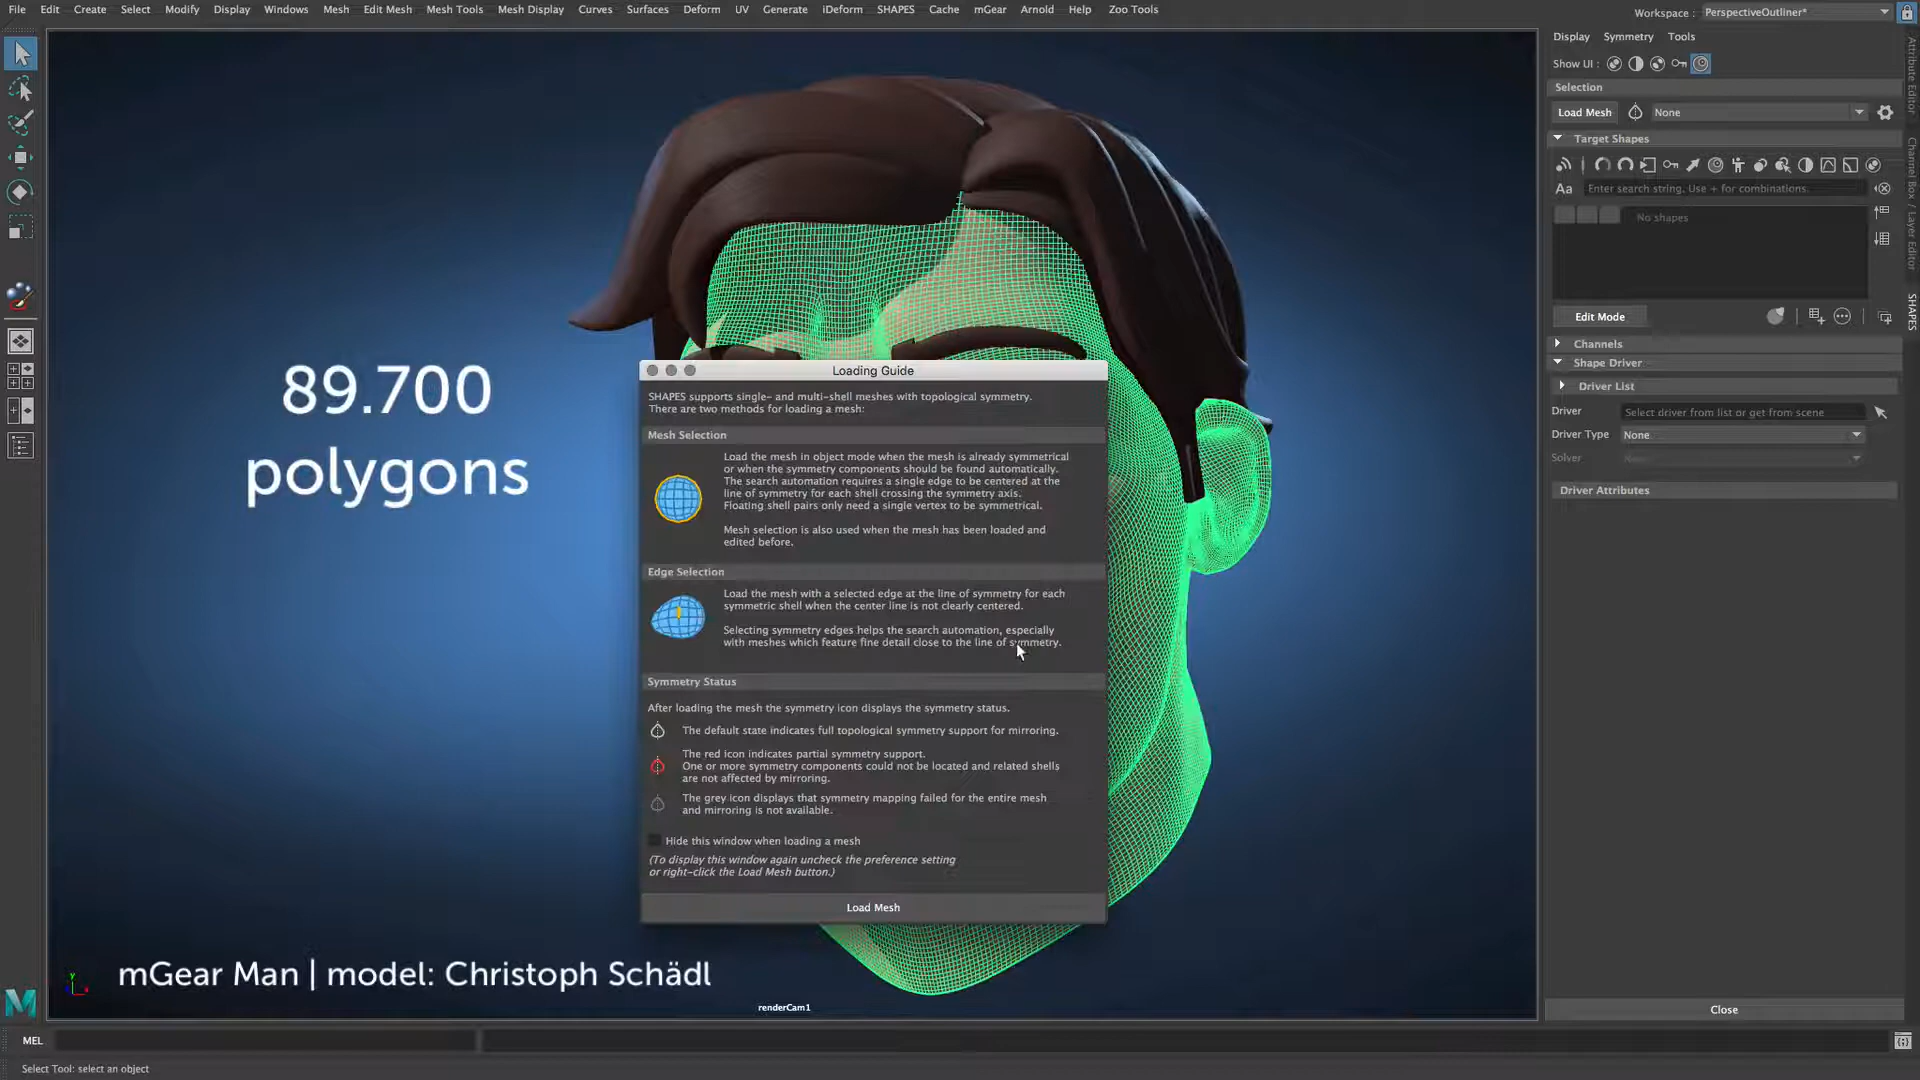 File Edit Create Select Modify Display Windows Mesh Edit Mesh Mesh Tools Mesh Display Curves Surfaces Deform UV Generate iDeform SHAPES Cache mGear Arnold Help Zoo Tools
Workspace : PerspectiveOutliner*
Display Symmetry Tools
Show UI :
Selection
Load Mesh None
Target Shapes
Aa Enter search string. Use + for combinations.
No shapes
Edit Mode
Channels
Shape Driver
Driver List
Driver Select driver from list or get from scene
Driver Type None
Solver
Driver Attributes
Close
Attribute Editor
Channel Box / Layer Editor
SHAPES
89.700
polygons
Loading Guide
SHAPES supports single- and multi-shell meshes with topological symmetry.
There are two methods for loading a mesh:
Mesh Selection
Load the mesh in object mode when the mesh is already symmetrical
or when the symmetry components should be found automatically.
The search automation requires a single edge to be centered at the
line of symmetry for each shell crossing the symmetry axis.
Floating shell pairs only need a single vertex to be symmetrical.
Mesh selection is also used when the mesh has been loaded and
edited before.
Edge Selection
Load the mesh with a selected edge at the line of symmetry for each
symmetric shell when the center line is not clearly centered.
Selecting symmetry edges helps the search automation, especially
with meshes which feature fine detail close to the line of symmetry.
Symmetry Status
After loading the mesh the symmetry icon displays the symmetry status.
The default state indicates full topological symmetry support for mirroring.
The red icon indicates partial symmetry support.
One or more symmetry components could not be located and related shells
are not affected by mirroring.
The grey icon displays that symmetry mapping failed for the entire mesh
and mirroring is not available.
Hide this window when loading a mesh
(To display this window again uncheck the preference setting
or right-click the Load Mesh button.)
Load Mesh
mGear Man | model: Christoph Schädl
y
renderCam1
MEL
Select Tool: select an object